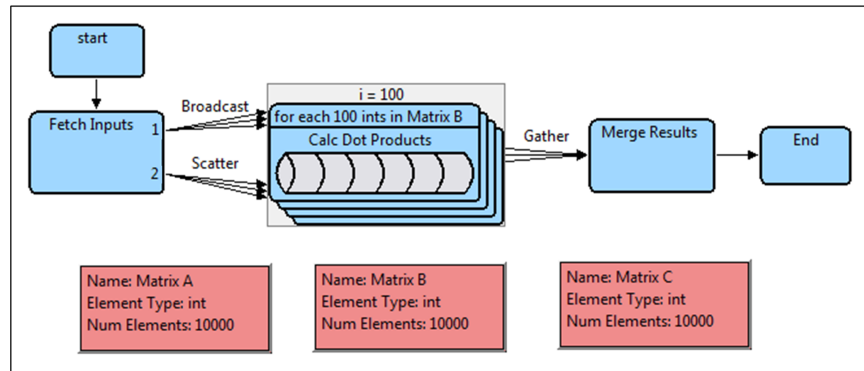 start
Fetch Inputs
1
2
Broadcast
Scatter
i = 100
for each 100 ints in Matrix B
Calc Dot Products
Gather
Merge Results
End
Name: Matrix A
Element Type: int
Num Elements: 10000
Name: Matrix B
Element Type: int
Num Elements: 10000
Name: Matrix C
Element Type: int
Num Elements: 10000